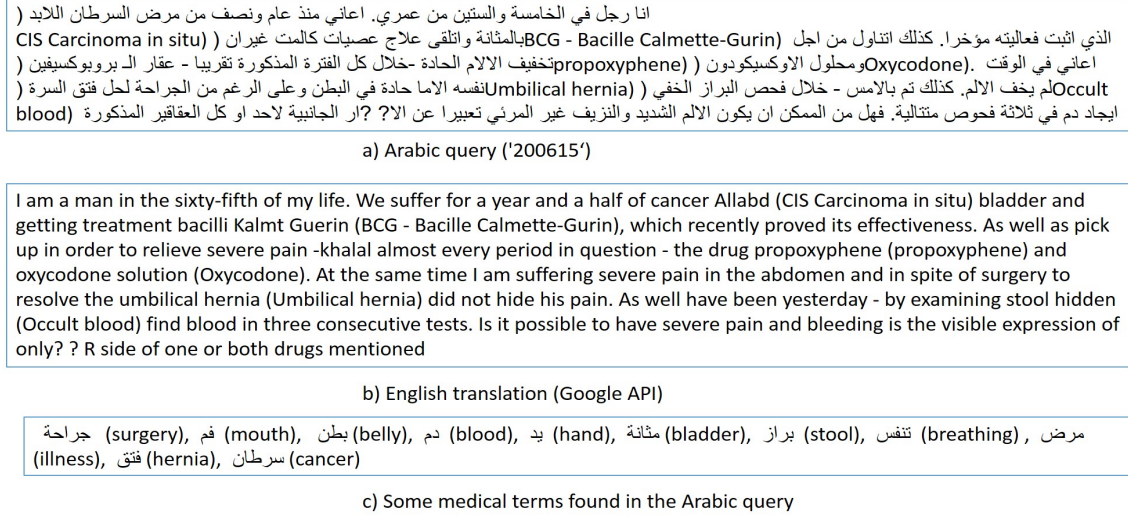 انا رجل في الخامسة والستين من عمري. اعاني منذ عام ونصف من مرض السرطان اللابد (
CIS Carcinoma in situ) بالمثانة واتلقى علاج عصيات كالمت غيران ( (BCG - Bacille Calmette-Gurin) الذي اثبت فعاليته مؤخرا. كذلك اتناول من اجل
تخفيف الالام الحادة -خلال كل الفترة المذكورة تقريبا - عقار الـ بروبوكسيفين ( (propoxyphene) ومحلول الاوكسيكودون ( (Oxycodone). اعاني في الوقت
نفسه الاما حادة في البطن وعلى الرغم من الجراحة لحل فتق السرة ( (Umbilical hernia) لم يخف الالم. كذلك تم بالامس - خلال فحص البراز الخفي ( (Occult
blood) ايجاد دم في ثلاثة فحوص متتالية. فهل من الممكن ان يكون الالم الشديد والنزيف غير المرئي تعبيرا عن الا? ?ار الجانبية لاحد او كل العقاقير المذكورة
a) Arabic query ('200615‘)
I am a man in the sixty-fifth of my life. We suffer for a year and a half of cancer Allabd (CIS Carcinoma in situ) bladder and
getting treatment bacilli Kalmt Guerin (BCG - Bacille Calmette-Gurin), which recently proved its effectiveness. As well as pick
up in order to relieve severe pain -khalal almost every period in question - the drug propoxyphene (propoxyphene) and
oxycodone solution (Oxycodone). At the same time I am suffering severe pain in the abdomen and in spite of surgery to
resolve the umbilical hernia (Umbilical hernia) did not hide his pain. As well have been yesterday - by examining stool hidden
(Occult blood) find blood in three consecutive tests. Is it possible to have severe pain and bleeding is the visible expression of
only? ? R side of one or both drugs mentioned
b) English translation (Google API)
جراحة (surgery), فم (mouth), بطن (belly), دم (blood), يد (hand), مثانة (bladder), براز (stool), تنفس (breathing) , مرض
(illness), فتق (hernia), سرطان (cancer)
c) Some medical terms found in the Arabic query